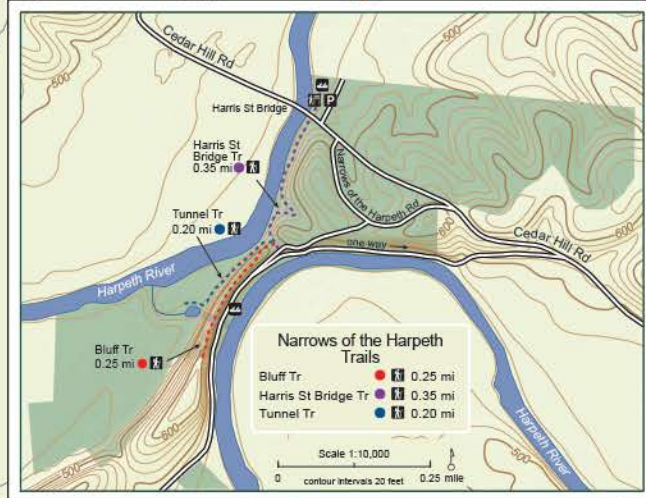 500
Cedar Hill Rd
Harris St Bridge
P
Harris St
Bridge Tr
0.35 mi
Narrows of the Harpeth Rd
Tunnel Tr
0.20 mi
600
one-way
Cedar Hill Rd
Harpeth River
600
Bluff Tr
0.25 mi
Narrows of the Harpeth
Trails
Bluff Tr 0.25 mi
Harris St Bridge Tr 0.35 mi
Tunnel Tr 0.20 mi
600
500
Scale 1:10,000
0 contour intervals 20 feet 0.25 mile
Harpeth River
500